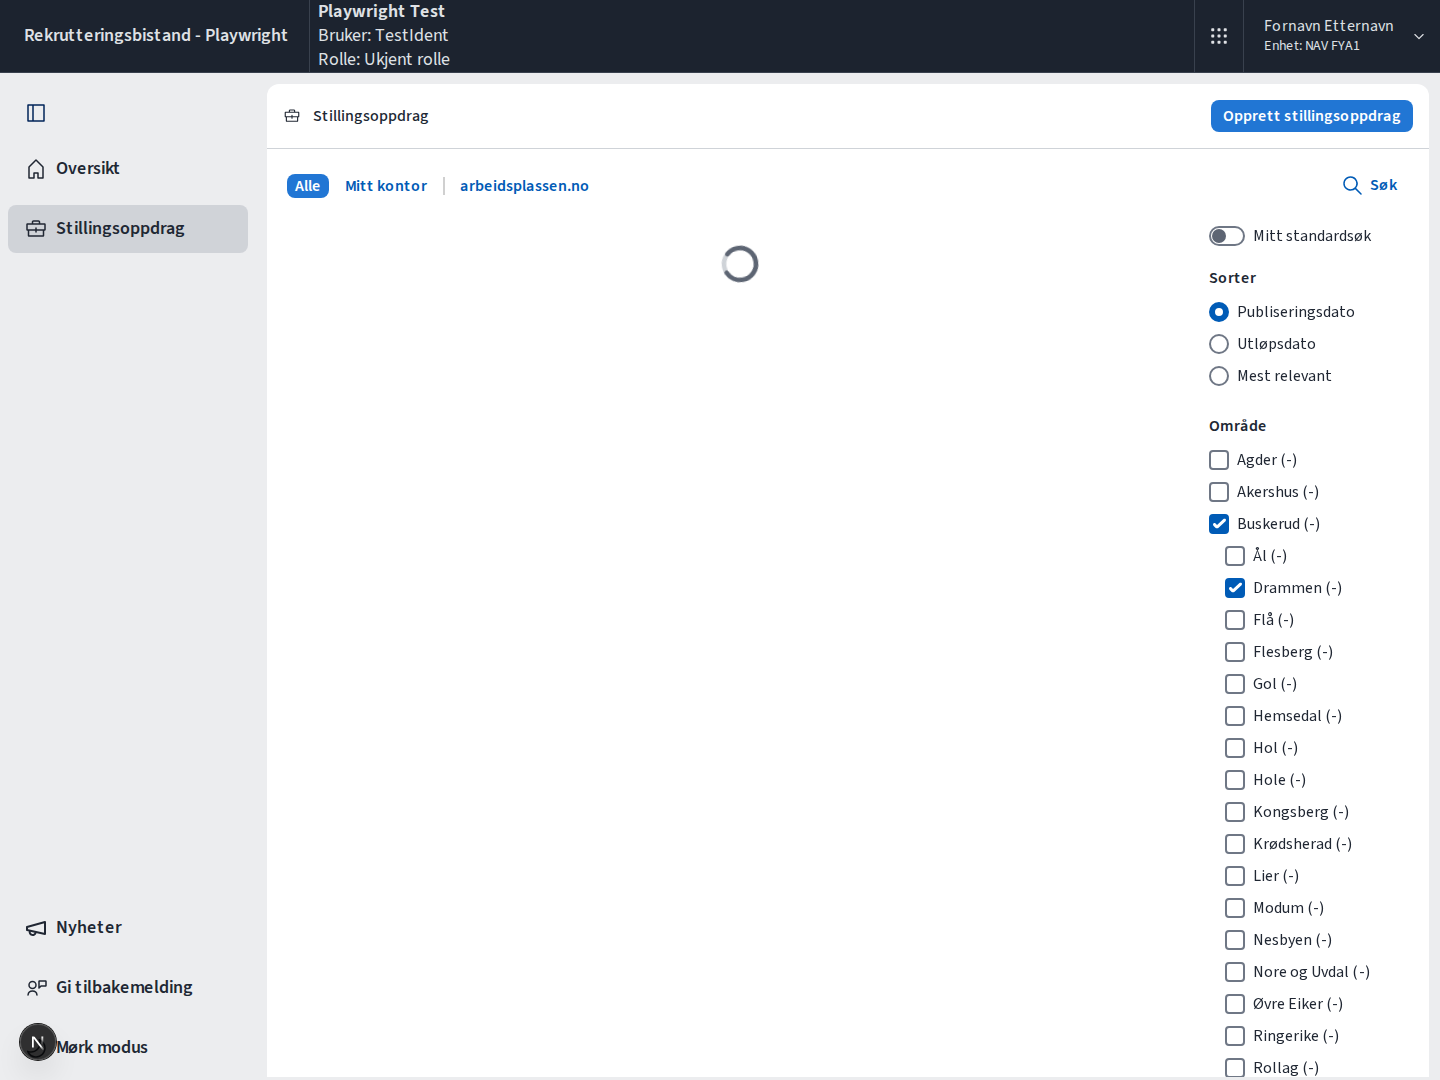 Rekrutteringsbistand - Playwright
Playwright Test
Bruker: TestIdent
Rolle: Ukjent rolle
Fornavn Etternavn
Enhet: NAV FYA1
Oversikt
Stillingsoppdrag
Nyheter
Gi tilbakemelding
N
Mørk modus
Stillingsoppdrag
Opprett stillingsoppdrag
Alle
Mitt kontor
arbeidsplassen.no
Søk
Mitt standardsøk
Sorter
Publiseringsdato
Utløpsdato
Mest relevant
Område
Agder (-)
Akershus (-)
Buskerud (-)
Ål (-)
Drammen (-)
Flå (-)
Flesberg (-)
Gol (-)
Hemsedal (-)
Hol (-)
Hole (-)
Kongsberg (-)
Krødsherad (-)
Lier (-)
Modum (-)
Nesbyen (-)
Nore og Uvdal (-)
Øvre Eiker (-)
Ringerike (-)
Rollag (-)